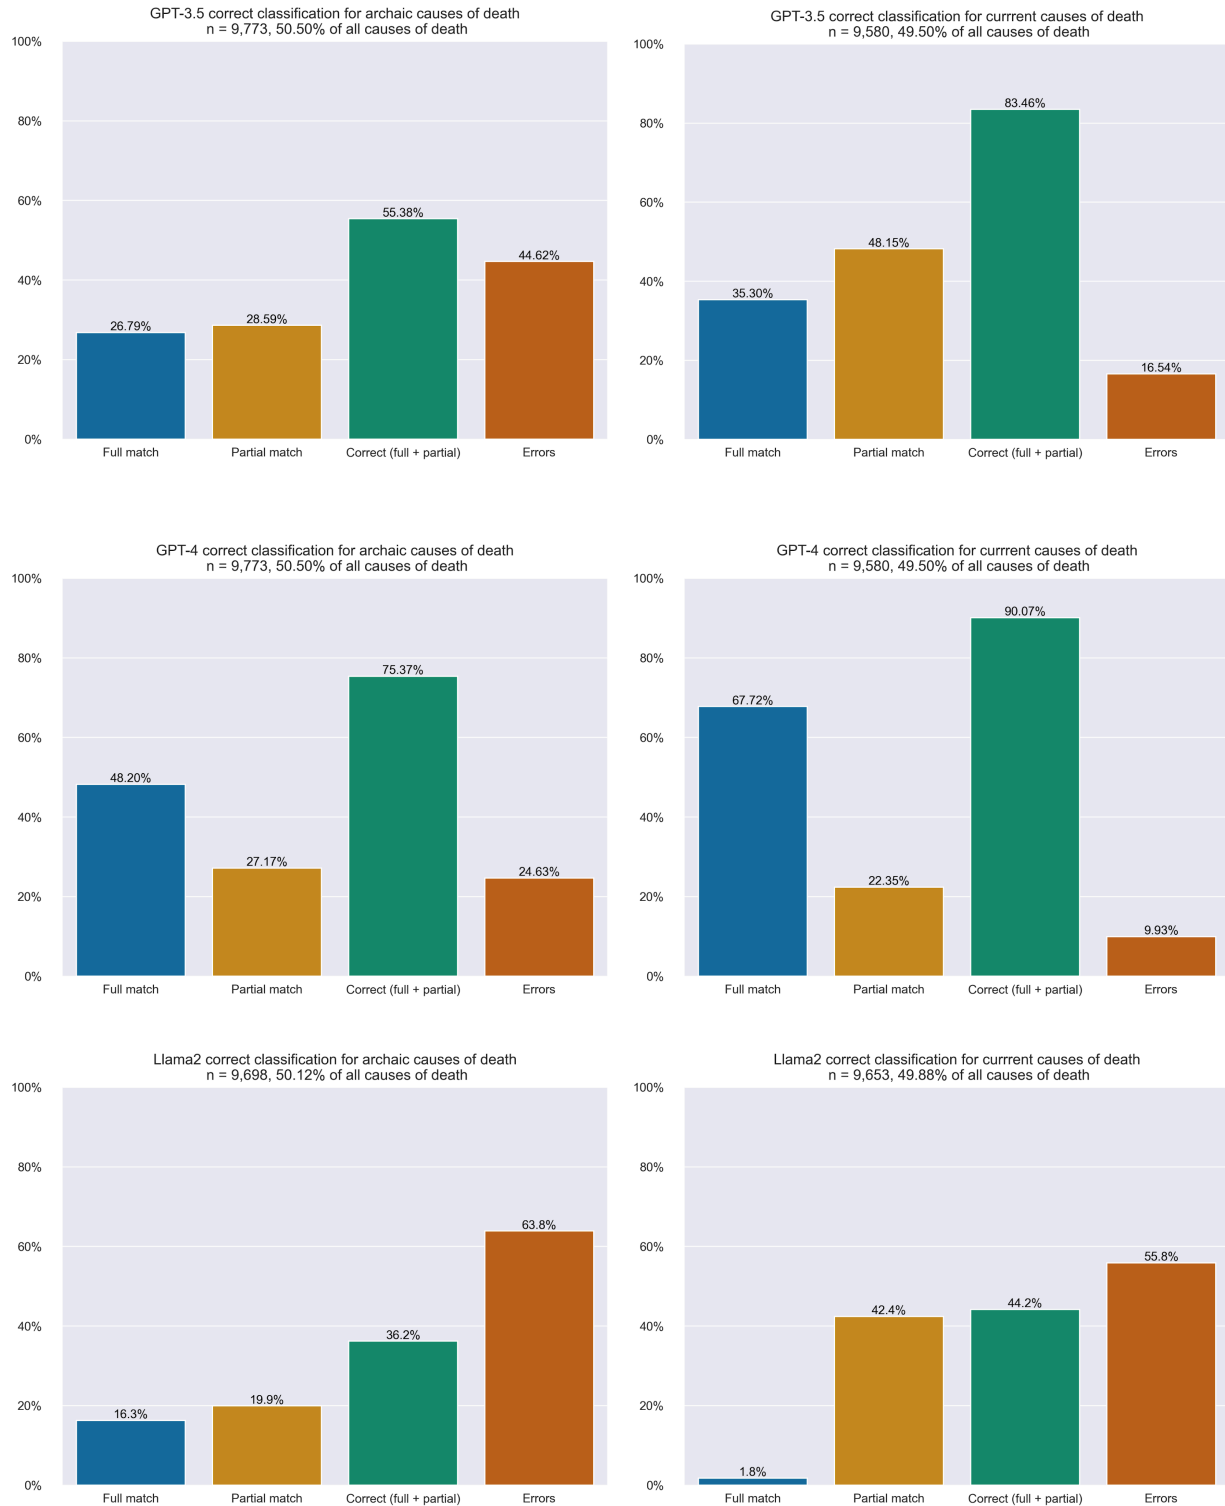 GPT-3.5 correct classification for archaic causes of death
n = 9,773, 50.50% of all causes of death
100%
80%
60%
40%
20%
0%
26.79%
28.59%
55.38%
44.62%
Full match
Partial match
Correct (full + partial)
Errors
GPT-3.5 correct classification for currrent causes of death
n = 9,580, 49.50% of all causes of death
100%
80%
60%
40%
20%
0%
35.30%
48.15%
83.46%
16.54%
Full match
Partial match
Correct (full + partial)
Errors
GPT-4 correct classification for archaic causes of death
n = 9,773, 50.50% of all causes of death
100%
80%
60%
40%
20%
0%
48.20%
27.17%
75.37%
24.63%
Full match
Partial match
Correct (full + partial)
Errors
GPT-4 correct classification for currrent causes of death
n = 9,580, 49.50% of all causes of death
100%
80%
60%
40%
20%
0%
67.72%
22.35%
90.07%
9.93%
Full match
Partial match
Correct (full + partial)
Errors
Llama2 correct classification for archaic causes of death
n = 9,698, 50.12% of all causes of death
100%
80%
60%
40%
20%
0%
16.3%
19.9%
36.2%
63.8%
Full match
Partial match
Correct (full + partial)
Errors
Llama2 correct classification for currrent causes of death
n = 9,653, 49.88% of all causes of death
100%
80%
60%
40%
20%
0%
1.8%
42.4%
44.2%
55.8%
Full match
Partial match
Correct (full + partial)
Errors